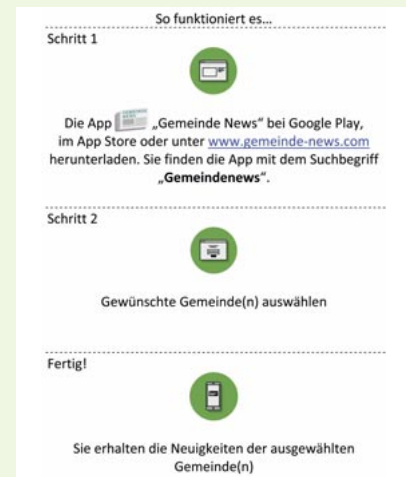 So funktioniert es...
Schritt 1
Die App „Gemeinde News“ bei Google Play,
im App Store oder unter www.gemeinde-news.com
herunterladen. Sie finden die App mit dem Suchbegriff
„Gemeindenews“.
Schritt 2
Gewünschte Gemeinde(n) auswählen
Fertig!
Sie erhalten die Neuigkeiten der ausgewählten
Gemeinde(n)